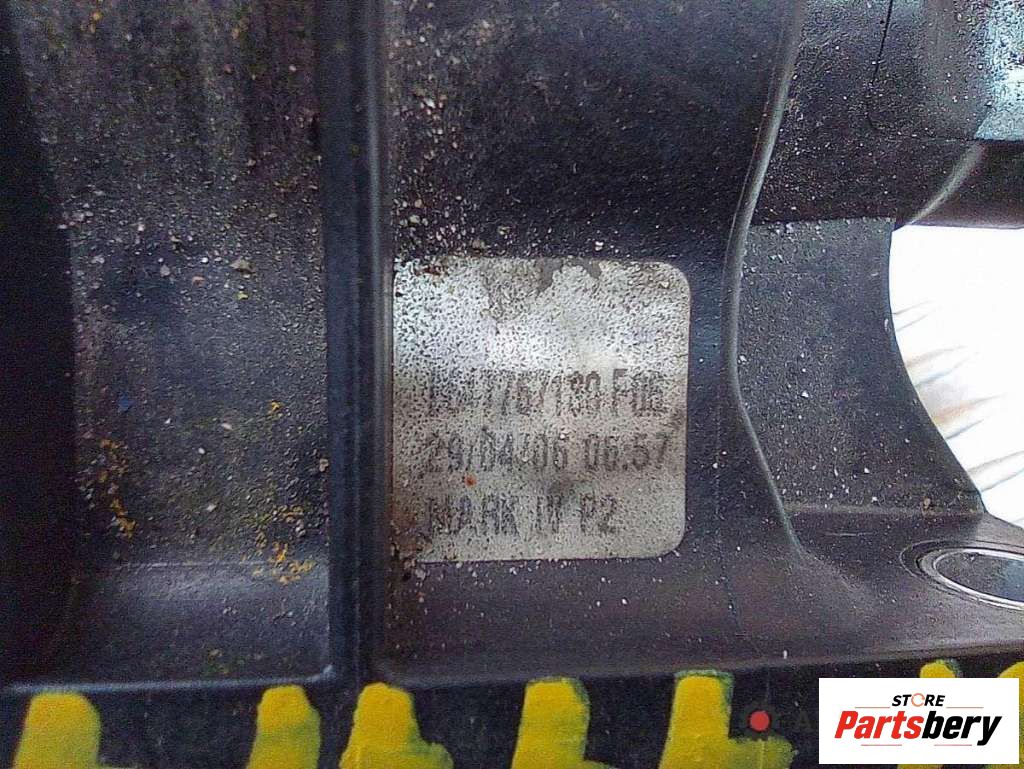 29/04/06 06:57
MARK IV P2
STORE
Partsbery